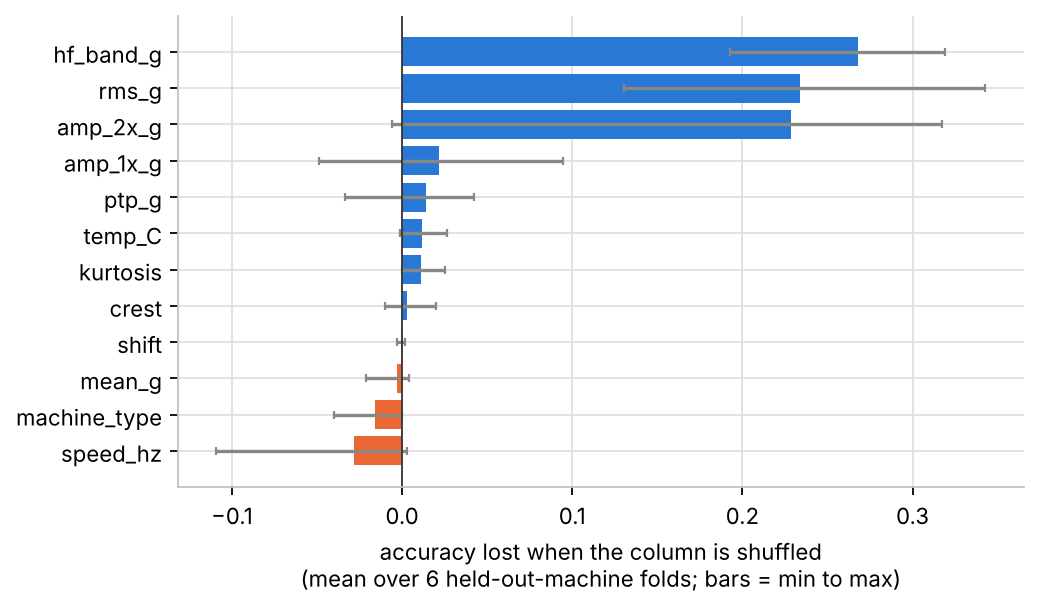 hf_band_g
rms_g
amp_2x_g
amp_1x_g
ptp_g
temp_C
kurtosis
crest
shift
mean_g
machine_type
speed_hz
−0.1 0.0 0.1 0.2 0.3
accuracy lost when the column is shuffled
(mean over 6 held-out-machine folds; bars = min to max)